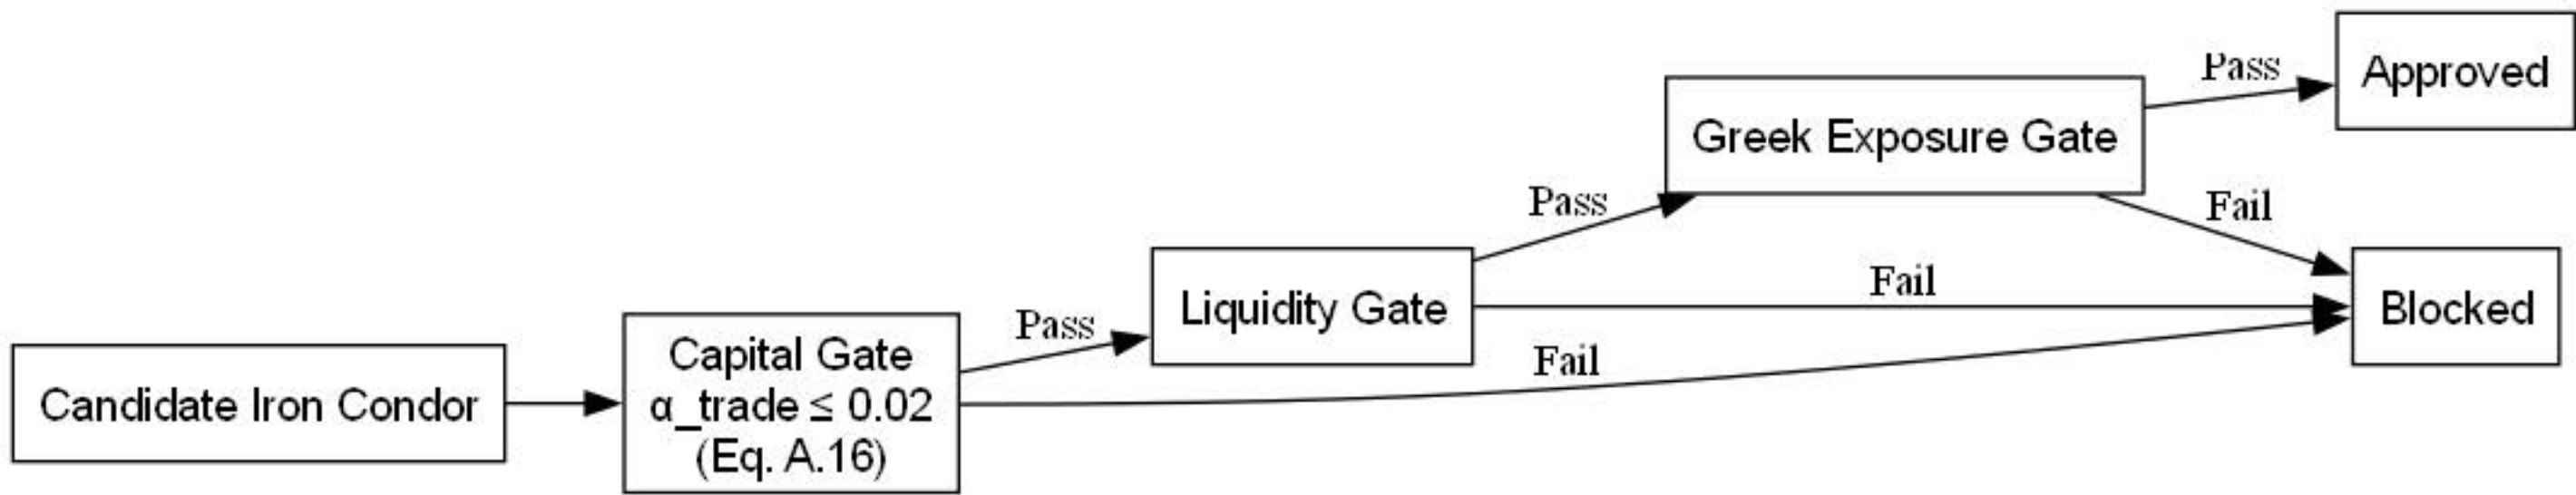 Candidate Iron Condor
Capital Gate
α_trade ≤ 0.02
(Eq. A.16)
Pass
Fail
Liquidity Gate
Pass
Fail
Greek Exposure Gate
Pass
Fail
Approved
Blocked